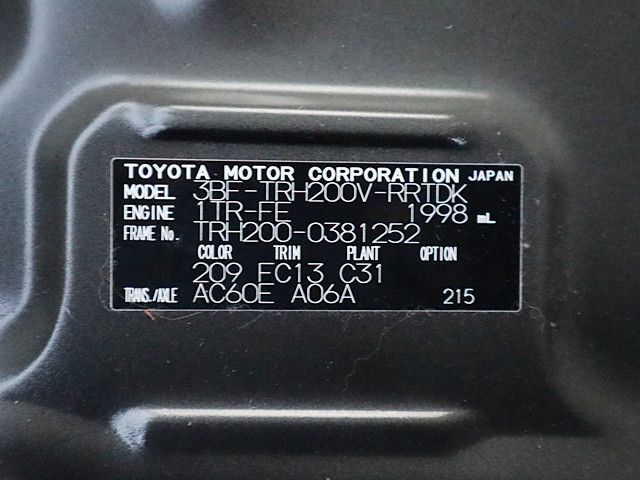 TOYOTA MOTOR CORPORATION JAPAN
MODEL 3BF-TRH200V-RRTDK
ENGINE 1TR-FE 1998 mL
FRAME No. TRH200-0381252
COLOR TRIM PLANT OPTION
209 FC13 C31
TRANS./AXLE AC60E A06A 215